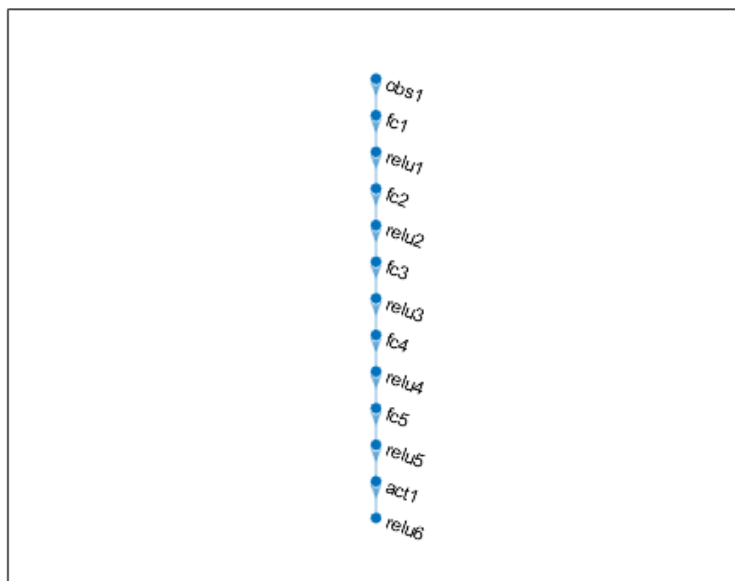 obs1
fc1
relu1
fc2
relu2
fc3
relu3
fc4
relu4
fc5
relu5
act1
relu6